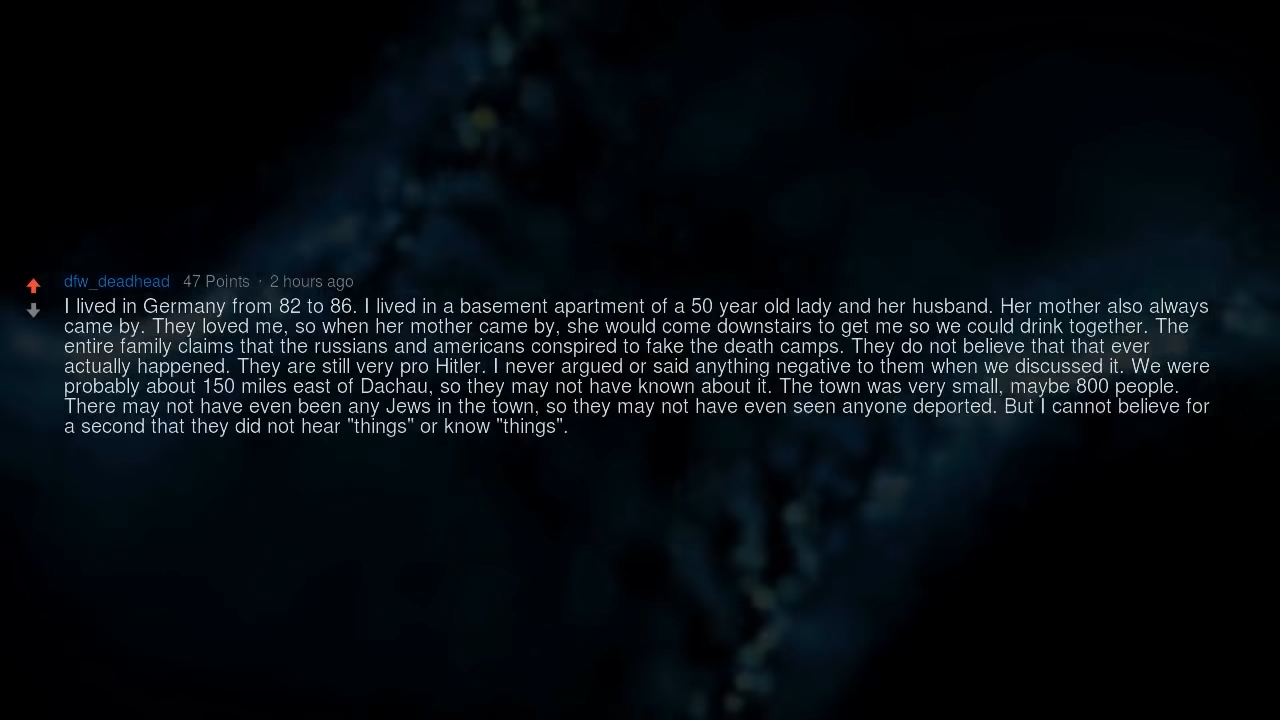 dfw_deadhead 47 Points · 2 hours ago
I lived in Germany from 82 to 86. I lived in a basement apartment of a 50 year old lady and her husband. Her mother also always
came by. They loved me, so when her mother came by, she would come downstairs to get me so we could drink together. The
entire family claims that the russians and americans conspired to fake the death camps. They do not believe that that ever
actually happened. They are still very pro Hitler. I never argued or said anything negative to them when we discussed it. We were
probably about 150 miles east of Dachau, so they may not have known about it. The town was very small, maybe 800 people.
There may not have even been any Jews in the town, so they may not have even seen anyone deported. But I cannot believe for
a second that they did not hear "things" or know "things".